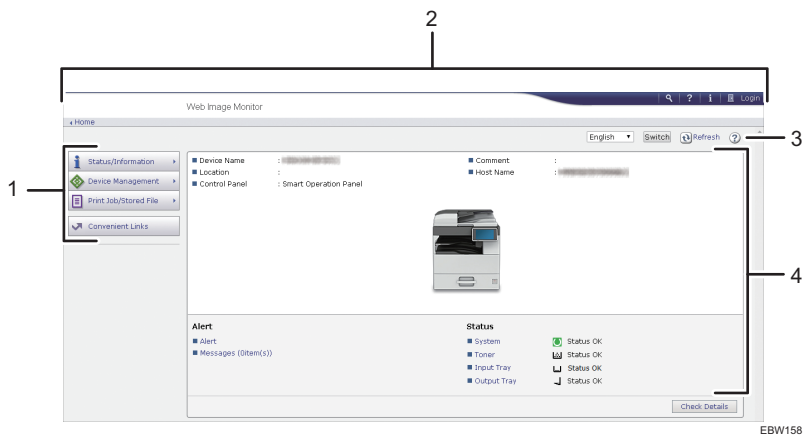 2
Login
Web Image Monitor
Home
English Switch Refresh ? 3
1
Status/Information
Device Management
Print Job/Stored File
Convenient Links
Device Name :
Location :
Control Panel : Smart Operation Panel
Comment :
Host Name :
4
Alert
Alert
Messages (0item(s))
Status
System Status OK
Toner Status OK
Input Tray Status OK
Output Tray Status OK
Check Details
EBW158